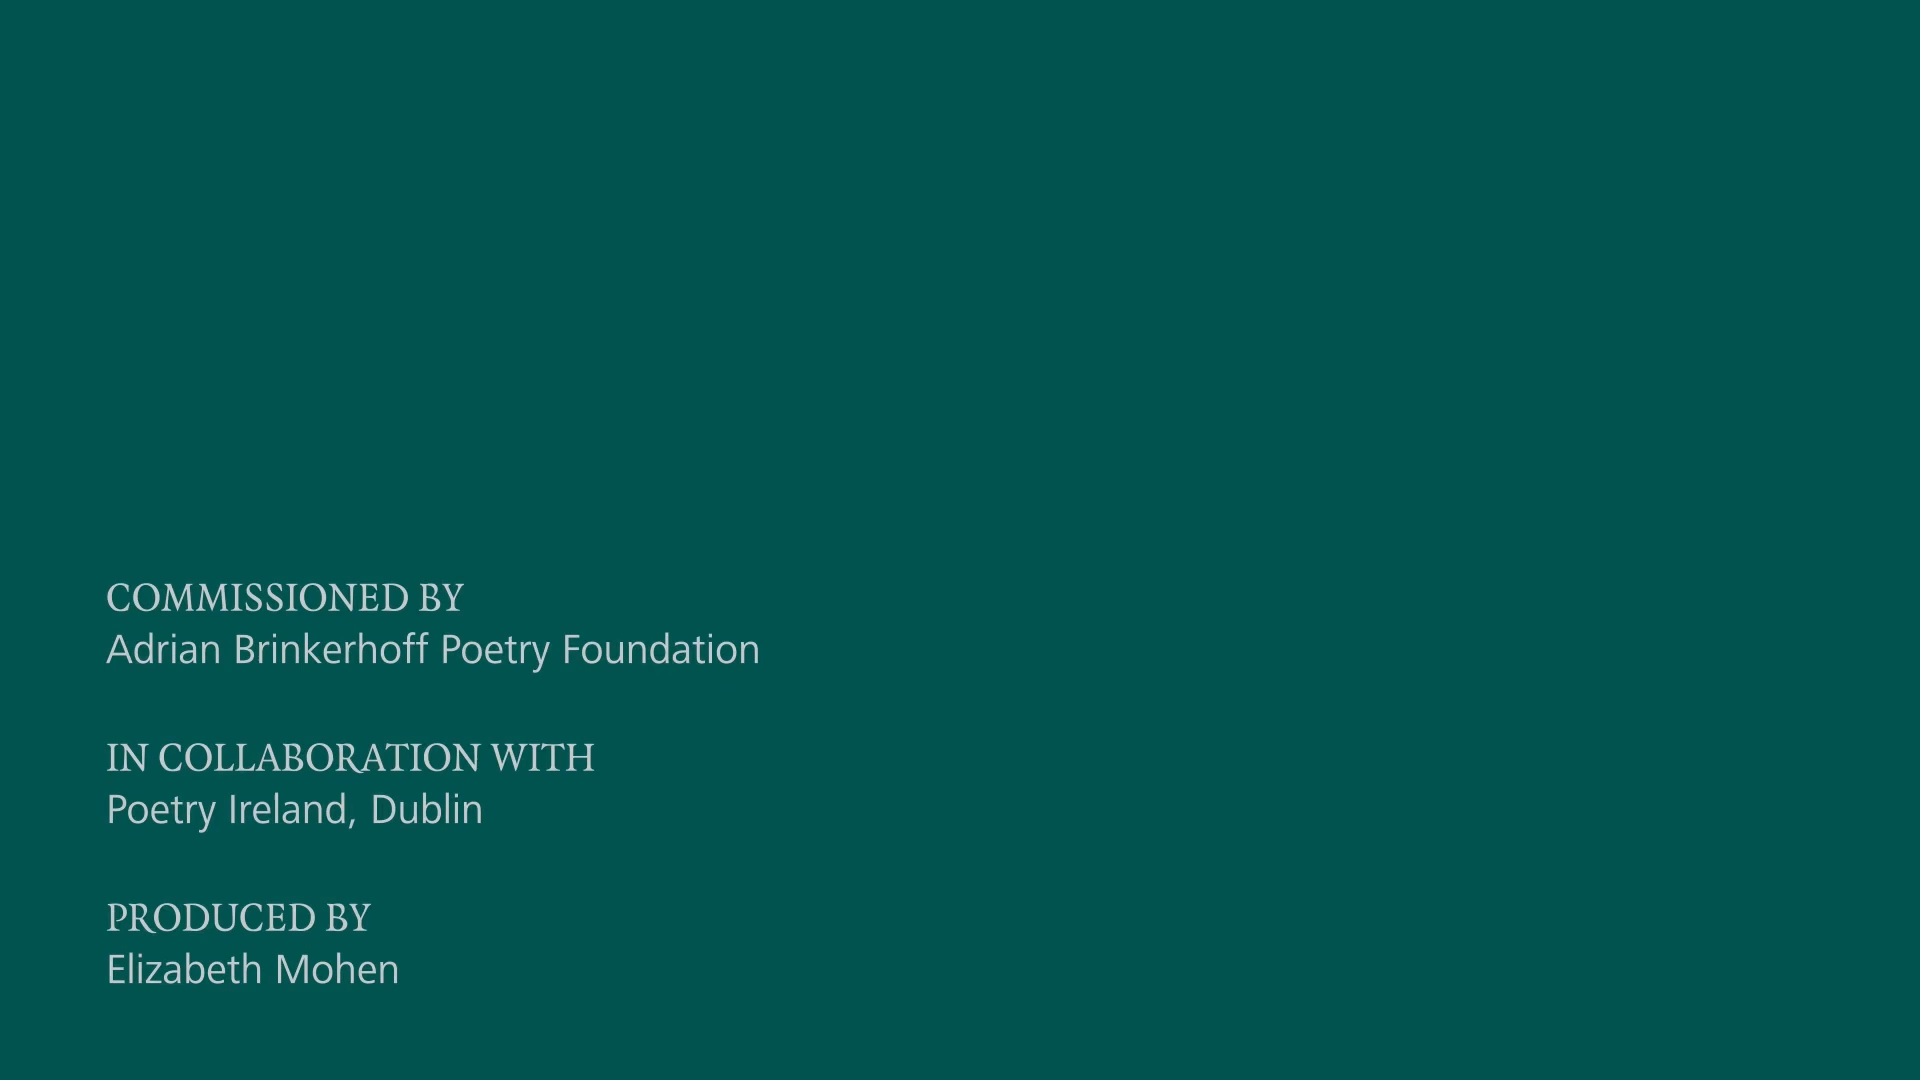 COMMISSIONED BY
Adrian Brinkerhoff Poetry Foundation
IN COLLABORATION WITH
Poetry Ireland, Dublin
PRODUCED BY
Elizabeth Mohen